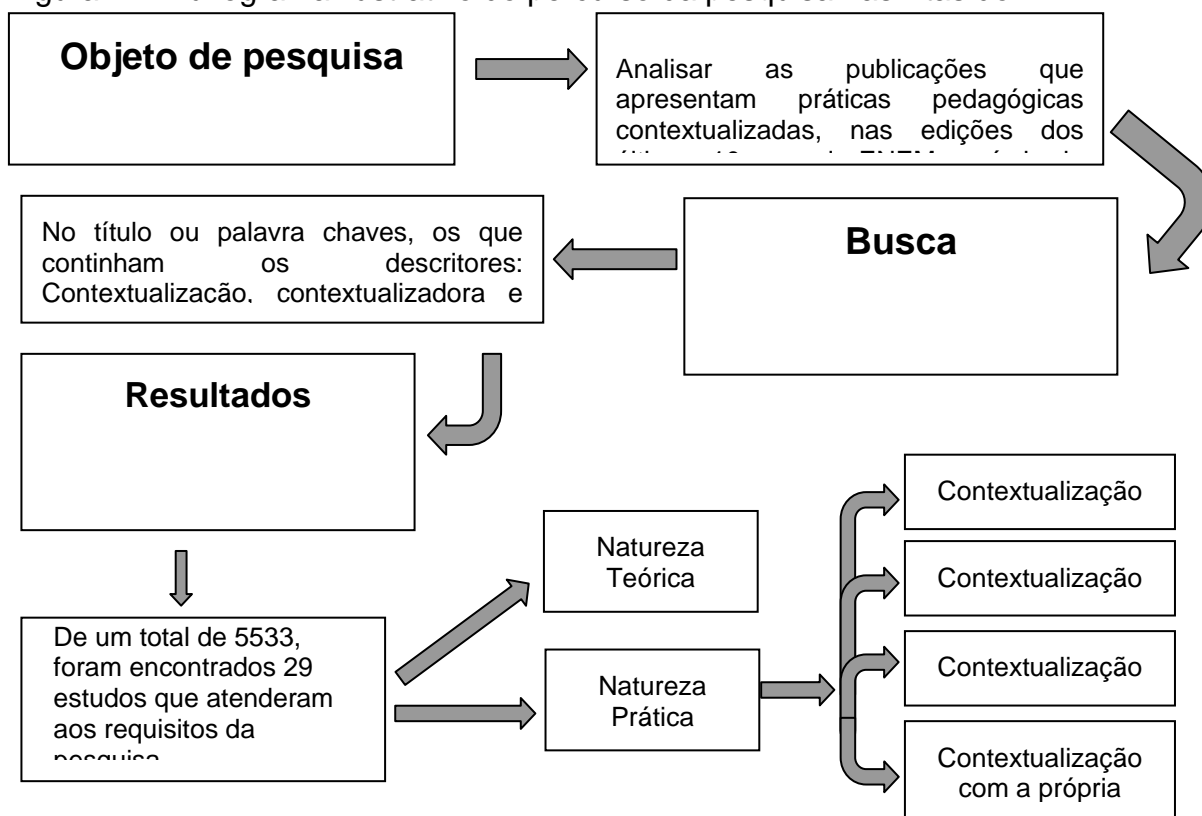 Objeto de pesquisa
Analisar as publicações que
apresentam práticas pedagógicas
contextualizadas, nas edições dos
No título ou palavra chaves, os que
continham os descritores:
Contextualização, contextualizadora e
Busca
Resultados
De um total de 5533,
foram encontrados 29
estudos que atenderam
aos requisitos da
pesquisa
Natureza
Teórica
Natureza
Prática
Contextualização
Contextualização
Contextualização
Contextualização
com a própria